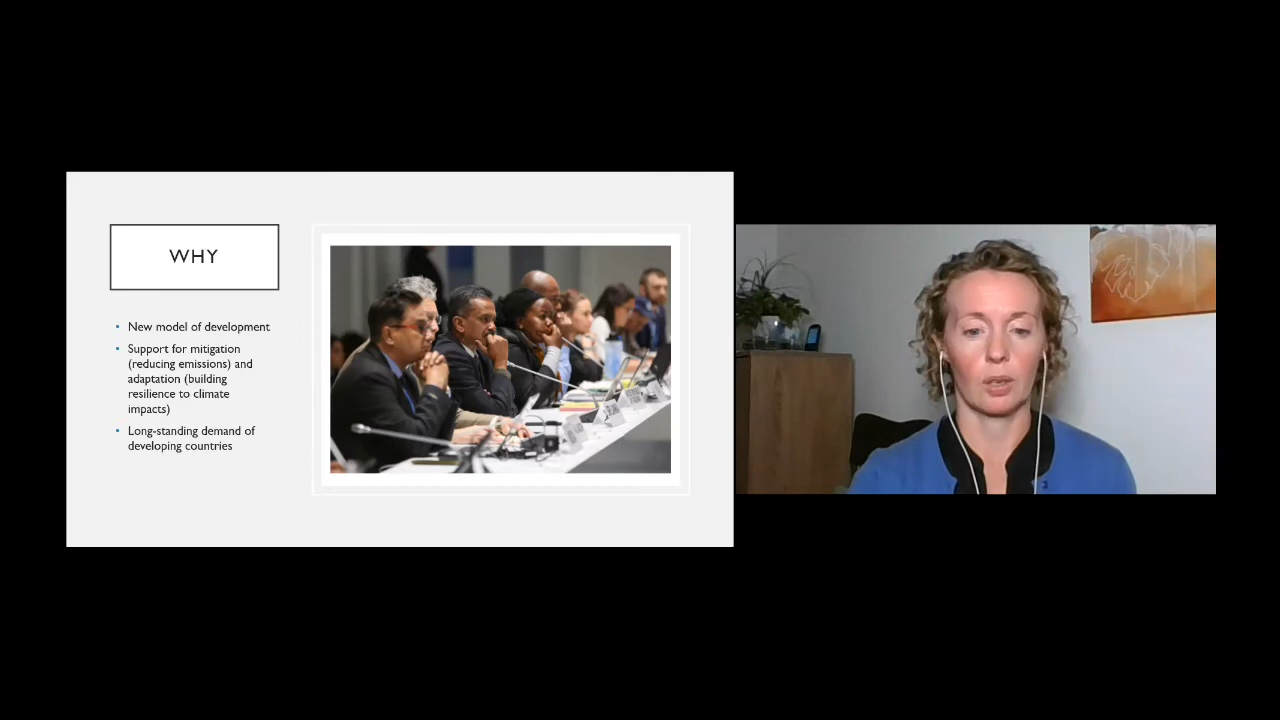 WHY
• New model of development
• Support for mitigation
(reducing emissions) and
adaptation (building
resilience to climate
impacts)
• Long-standing demand of
developing countries